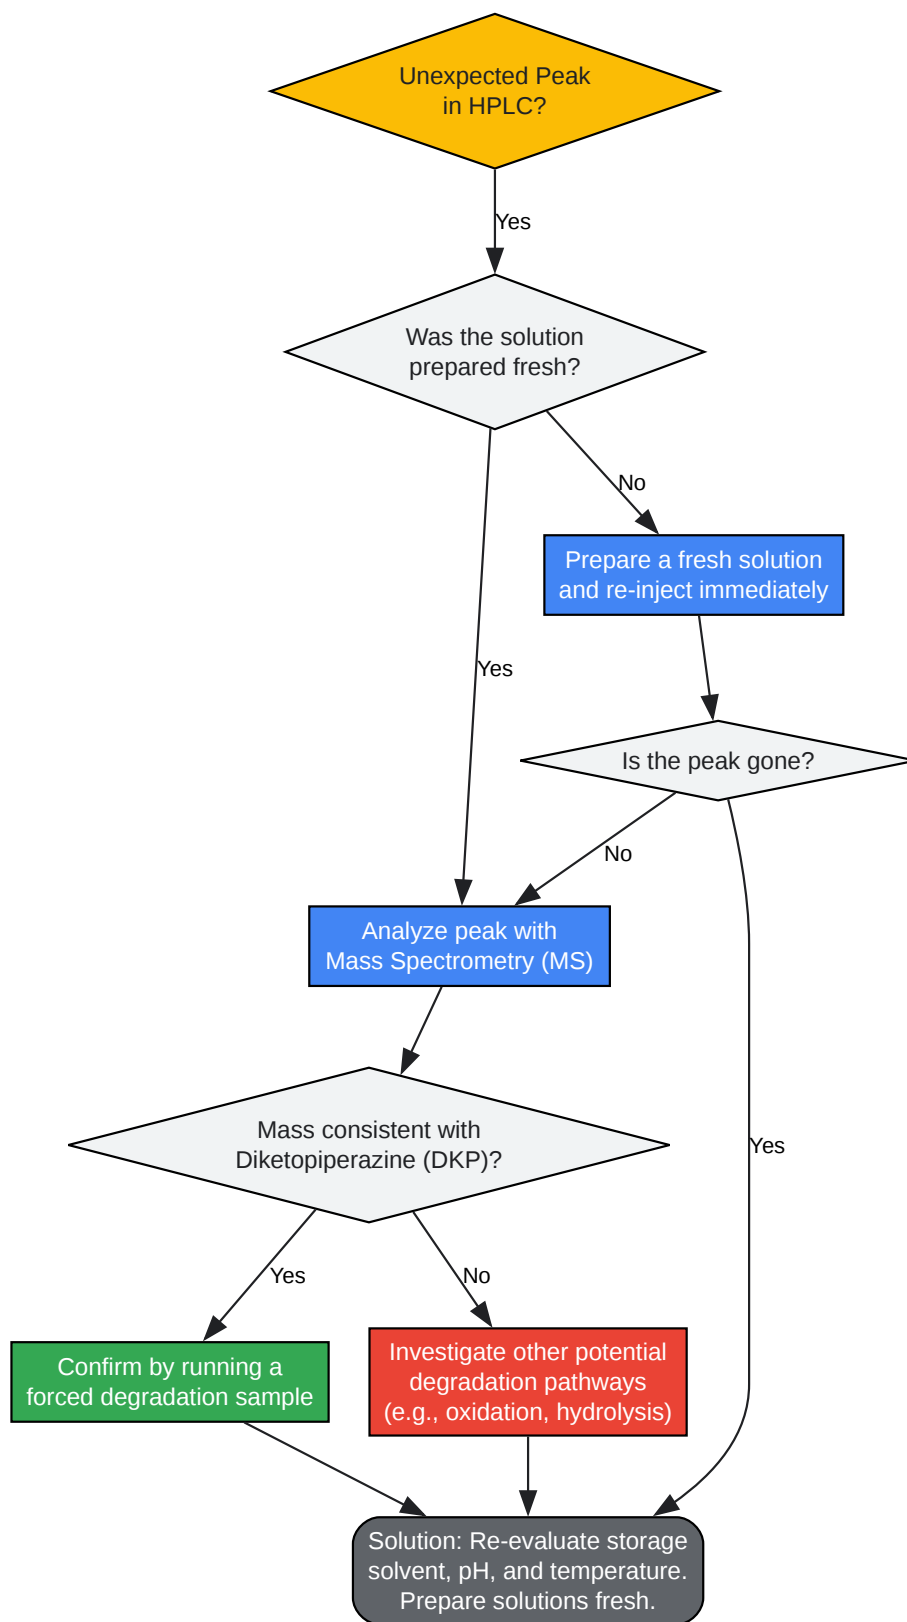 Unexpected Peak
in HPLC?
Yes
Was the solution
prepared fresh?
No
Prepare a fresh solution
and re-inject immediately
Yes
Is the peak gone?
No
Analyze peak with
Mass Spectrometry (MS)
Mass consistent with
Diketopiperazine (DKP)?
Yes
Yes
No
Confirm by running a
forced degradation sample
Investigate other potential
degradation pathways
(e.g., oxidation, hydrolysis)
Solution: Re-evaluate storage
solvent, pH, and temperature.
Prepare solutions fresh.